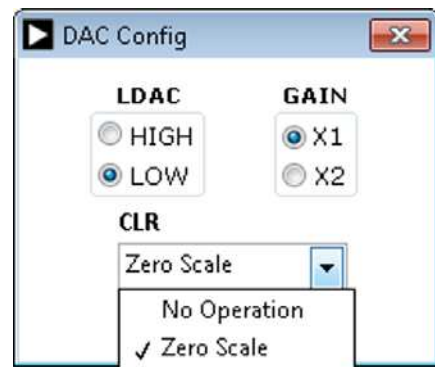 DAC Config
LDAC GAIN
HIGH X1
LOW X2
CLR
Zero Scale
No Operation
✓ Zero Scale